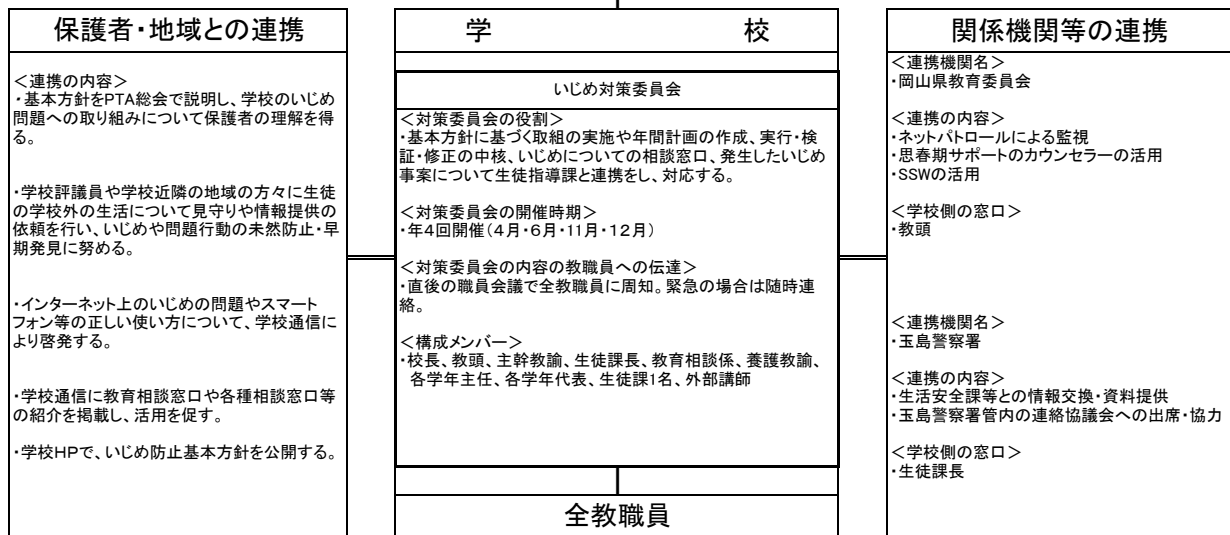 保護者・地域との連携
＜連携の内容＞
・基本方針をPTA総会で説明し、学校のいじめ
問題への取り組みについて保護者の理解を得
る。
・学校評議員や学校近隣の地域の方々に生徒
の学校外の生活について見守りや情報提供の
依頼を行い、いじめや問題行動の未然防止・早
期発見に努める。
・インターネット上のいじめの問題やスマート
フォン等の正しい使い方について、学校通信に
より啓発する。
・学校通信に教育相談窓口や各種相談窓口等
の紹介を掲載し、活用を促す。
・学校ＨＰで、いじめ防止基本方針を公開する。
学　校
いじめ対策委員会
＜対策委員会の役割＞
・基本方針に基づく取組の実施や年間計画の作成、実行・検
証・修正の中核、いじめについての相談窓口、発生したいじめ
事案について生徒指導課と連携をし、対応する。
＜対策委員会の開催時期＞
・年４回開催（４月・６月・１１月・１２月）
＜対策委員会の内容の教職員への伝達＞
・直後の職員会議で全教職員に周知。緊急の場合は随時連
絡。
＜構成メンバー＞
・校長、教頭、主幹教諭、生徒課長、教育相談係、養護教諭、
各学年主任、各学年代表、生徒課1名、外部講師
全教職員
関係機関等の連携
＜連携機関名＞
・岡山県教育委員会
＜連携の内容＞
・ネットパトロールによる監視
・思春期サポートのカウンセラーの活用
・SSWの活用
＜学校側の窓口＞
・教頭
＜連携機関名＞
・玉島警察署
＜連携の内容＞
・生活安全課等との情報交換・資料提供
・玉島警察署管内の連絡協議会への出席・協力
＜学校側の窓口＞
・生徒課長